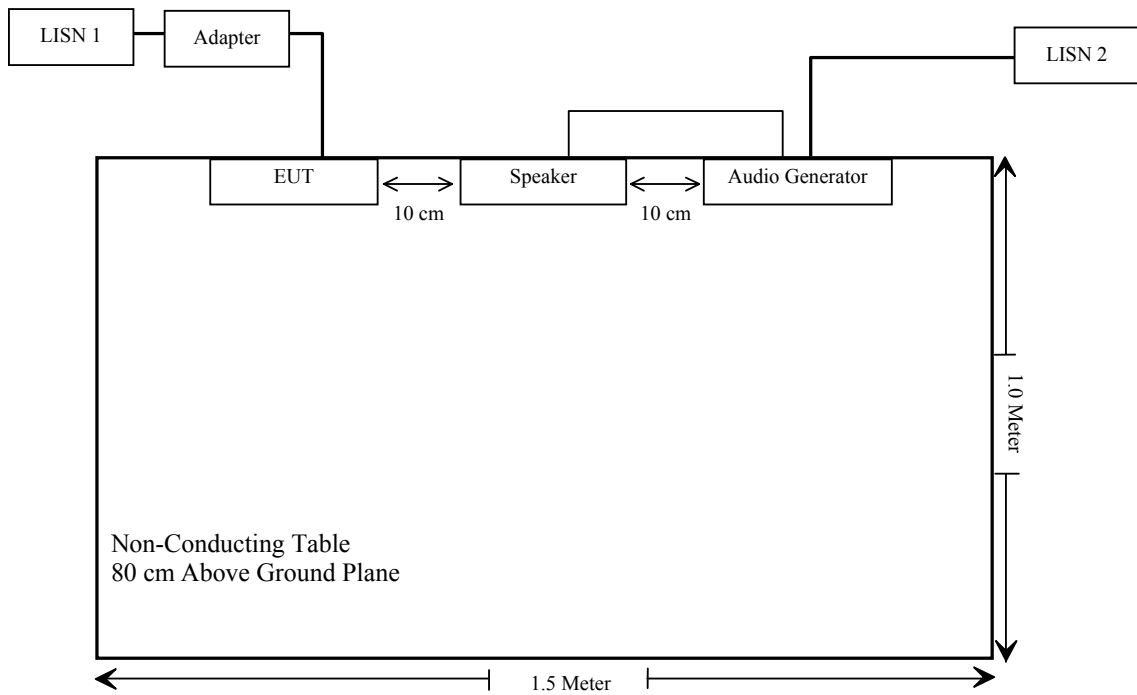 LISN 1
Adapter
LISN 2
EUT
Speaker
Audio Generator
10 cm
10 cm
1.0 Meter
Non-Conducting Table
80 cm Above Ground Plane
1.5 Meter